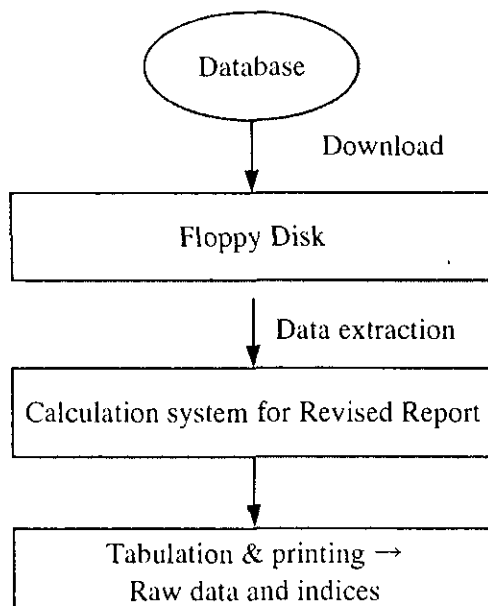 Database
Download
Floppy Disk
Data extraction
Calculation system for Revised Report
Tabulation & printing →
Raw data and indices